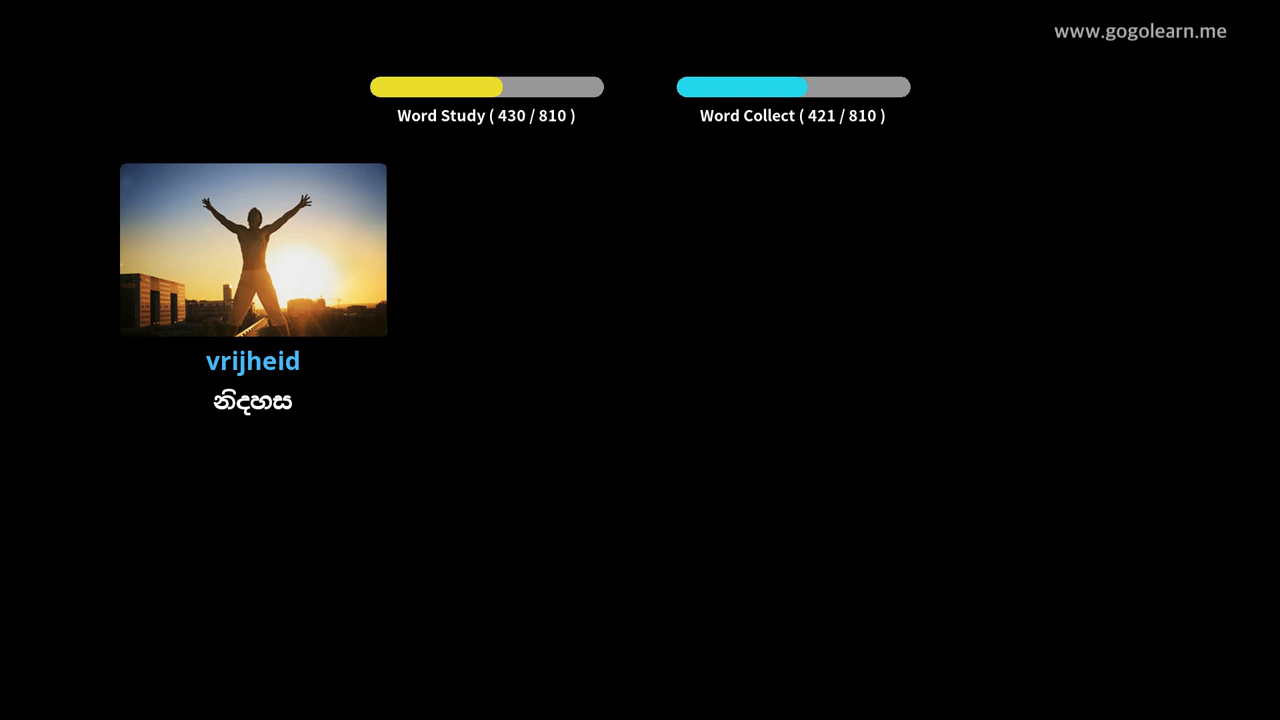 www.gogolearn.me
Word Study ( 430 / 810 )
Word Collect ( 421 / 810 )
vrijheid
නිදහස